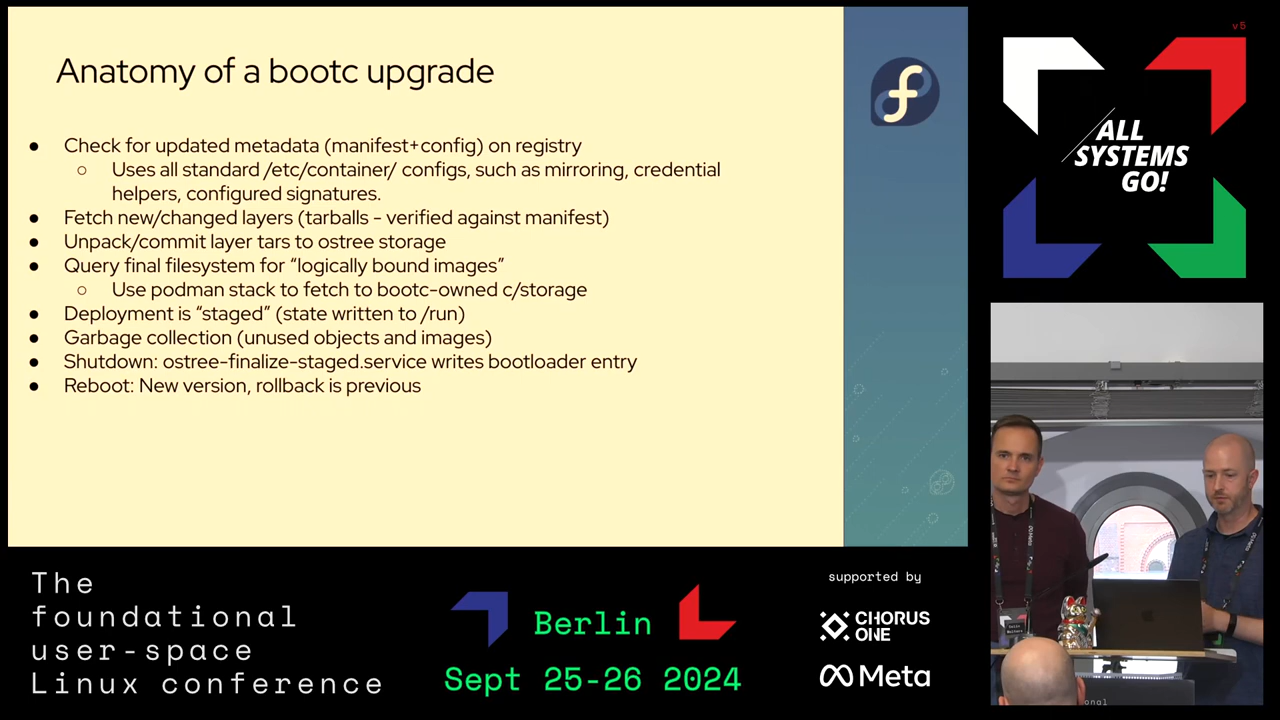 Anatomy of a bootc upgrade
● Check for updated metadata (manifest+config) on registry
○ Uses all standard /etc/container/ configs, such as mirroring, credential
helpers, configured signatures.
● Fetch new/changed layers (tarballs - verified against manifest)
● Unpack/commit layer tars to ostree storage
● Query final filesystem for “logically bound images”
○ Use podman stack to fetch to bootc-owned c/storage
● Deployment is “staged” (state written to /run)
● Garbage collection (unused objects and images)
● Shutdown: ostree-finalize-staged.service writes bootloader entry
● Reboot: New version, rollback is previous
v5
ALL
SYSTEMS
GO!
The
foundational
user-space
Linux conference
Berlin
Sept 25-26 2024
supported by
CHORUS
ONE
Meta